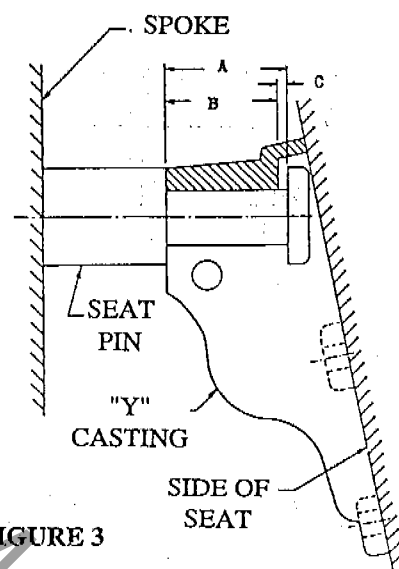 SPOKE
A
C
B
SEAT
PIN
"Y"
CASTING
SIDE OF
SEAT
IGURE 3